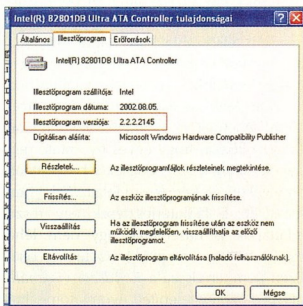 Intel(R) 82801DB Ultra ATA Controller tulajdonságai
Általános Illesztőprogram Erőforrások
Intel(R) 82801DB Ultra ATA Controller
Illesztőprogram szállítója: Intel
Illesztőprogram dátuma: 2002.08.05.
Illesztőprogram verziója: 2.2.2.2145
Digitálisan aláírta: Microsoft Windows Hardware Compatibility Publisher
Részletek... Az illesztőprogramfájlok részleteinek megtekintése.
Frissítés... Az eszköz illesztőprogramjának frissítése.
Visszaállítás Ha az illesztőprogram frissítése után az eszköz nem
működik megfelelően, visszaállíthatja az előző
illesztőprogramot.
Eltávolítás Az illesztőprogram eltávolítása (haladó felhasználóknak).
OK Mégse